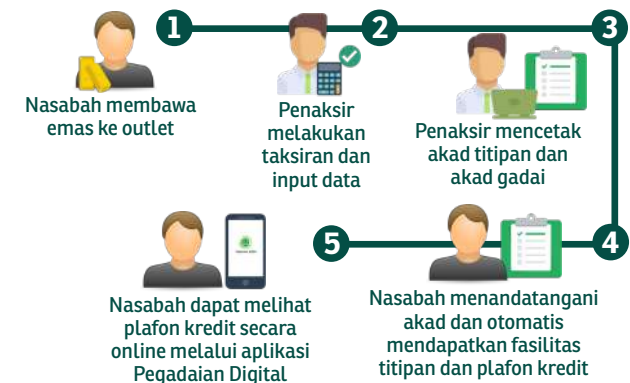 1
2
3
Nasabah membawa
emas ke outlet
Penaksir
melakukan
taksiran dan
input data
Penaksir mencetak
akad titipan dan
akad gadai
5
4
Nasabah dapat melihat
plafon kredit secara
online melalui aplikasi
Pegadaian Digital
Nasabah menandatangani
akad dan otomatis
mendapatkan fasilitas
titipan dan plafon kredit